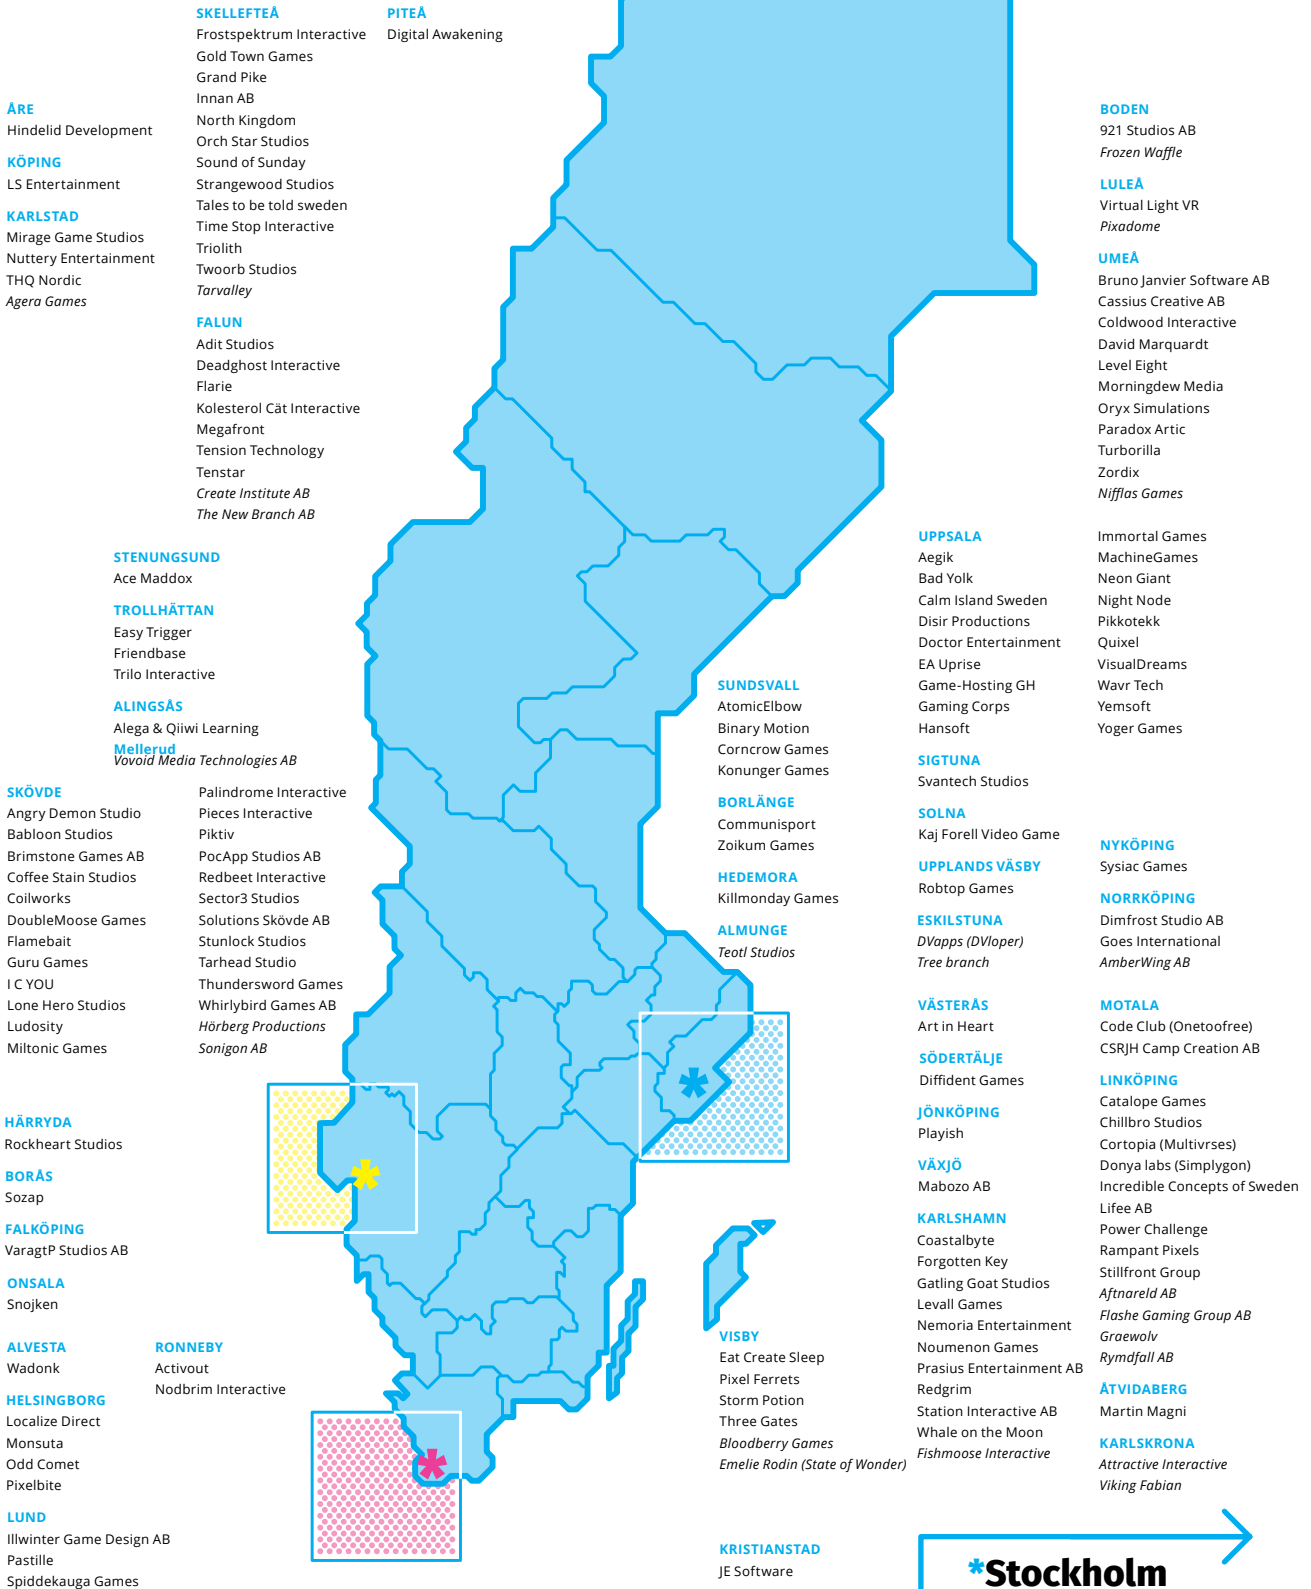 SKELLEFTEÅ
Frostspektrum Interactive
Gold Town Games
Grand Pike
Innan AB
North Kingdom
Orch Star Studios
Sound of Sunday
Strangewood Studios
Tales to be told sweden
Time Stop Interactive
Triolith
Twoorb Studios
Tarvalley
PITEÅ
Digital Awakening
ÅRE
Hindelid Development
KÖPING
LS Entertainment
KARLSTAD
Mirage Game Studios
Nuttery Entertainment
THQ Nordic
Agera Games
FALUN
Adit Studios
Deadghost Interactive
Flarie
Kolesterol Cät Interactive
Megafront
Tension Technology
Tenstar
Create Institute AB
The New Branch AB
BODEN
921 Studios AB
Frozen Waffle
LULEÅ
Virtual Light VR
Pixadome
UMEÅ
Bruno Janvier Software AB
Cassius Creative AB
Coldwood Interactive
David Marquardt
Level Eight
Morningdew Media
Oryx Simulations
Paradox Artic
Turborilla
Zordix
Nifflas Games
STENUNGSUND
Ace Maddox
TROLLHÄTTAN
Easy Trigger
Friendbase
Trilo Interactive
ALINGSÅS
Alega & Qiiwi Learning
Mellerud
Vovoid Media Technologies AB
SKÖVDE
Angry Demon Studio
Babloon Studios
Brimstone Games AB
Coffee Stain Studios
Coilworks
DoubleMoose Games
Flamebait
Guru Games
I C YOU
Lone Hero Studios
Ludosity
Miltonic Games
Palindrome Interactive
Pieces Interactive
Piktiv
PocApp Studios AB
Redbeet Interactive
Sector3 Studios
Solutions Skövde AB
Stunlock Studios
Tarhead Studio
Thundersword Games
Whirlybird Games AB
Hörberg Productions
Sonigon AB
SUNDSVALL
AtomicElbow
Binary Motion
Corncrow Games
Konunger Games
BORLÄNGE
Communisport
Zoikum Games
HEDEMORA
Killmonday Games
ALMUNGE
Teotl Studios
UPPSALA
Aegik
Bad Yolk
Calm Island Sweden
Disir Productions
Doctor Entertainment
EA Uprise
Game-Hosting GH
Gaming Corps
Hansoft
Immortal Games
MachineGames
Neon Giant
Night Node
Pikkotekk
Quixel
VisualDreams
Wavr Tech
Yemsoft
Yoger Games
SIGTUNA
Svantech Studios
SOLNA
Kaj Forell Video Game
UPPLANDS VÄSBY
Robtop Games
ESKILSTUNA
DVapps (DVloper)
Tree branch
VÄSTERÅS
Art in Heart
SÖDERTÄLJE
Diffident Games
JÖNKÖPING
Playish
VÄXJÖ
Mabozo AB
KARLSHAMN
Coastalbyte
Forgotten Key
Gatling Goat Studios
Levall Games
Nemoria Entertainment
Noumenon Games
Prasius Entertainment AB
Redgrim
Station Interactive AB
Whale on the Moon
Fishmoose Interactive
NYKÖPING
Sysiac Games
NORRKÖPING
Dimfrost Studio AB
Goes International
AmberWing AB
MOTALA
Code Club (Onetoofree)
CSRJH Camp Creation AB
LINKÖPING
Catalope Games
Chillbro Studios
Cortopia (Multivrses)
Donya labs (Simplygon)
Incredible Concepts of Sweden
Lifee AB
Power Challenge
Rampant Pixels
Stillfront Group
Aftnareld AB
Flashe Gaming Group AB
Graewolv
Rymdfall AB
ÅTVIDABERG
Martin Magni
KARLSKRONA
Attractive Interactive
Viking Fabian
HÄRRYDA
Rockheart Studios
BORÅS
Sozap
FALKÖPING
VaragtP Studios AB
ONSALA
Snojken
ALVESTA
Wadonk
RONNEBY
Activout
Nodbrim Interactive
HELSINGBORG
Localize Direct
Monsuta
Odd Comet
Pixelbite
LUND
Illwinter Game Design AB
Pastille
Spiddekauga Games
VISBY
Eat Create Sleep
Pixel Ferrets
Storm Potion
Three Gates
Bloodberry Games
Emelie Rodin (State of Wonder)
KRISTIANSTAD
JE Software
*Stockholm